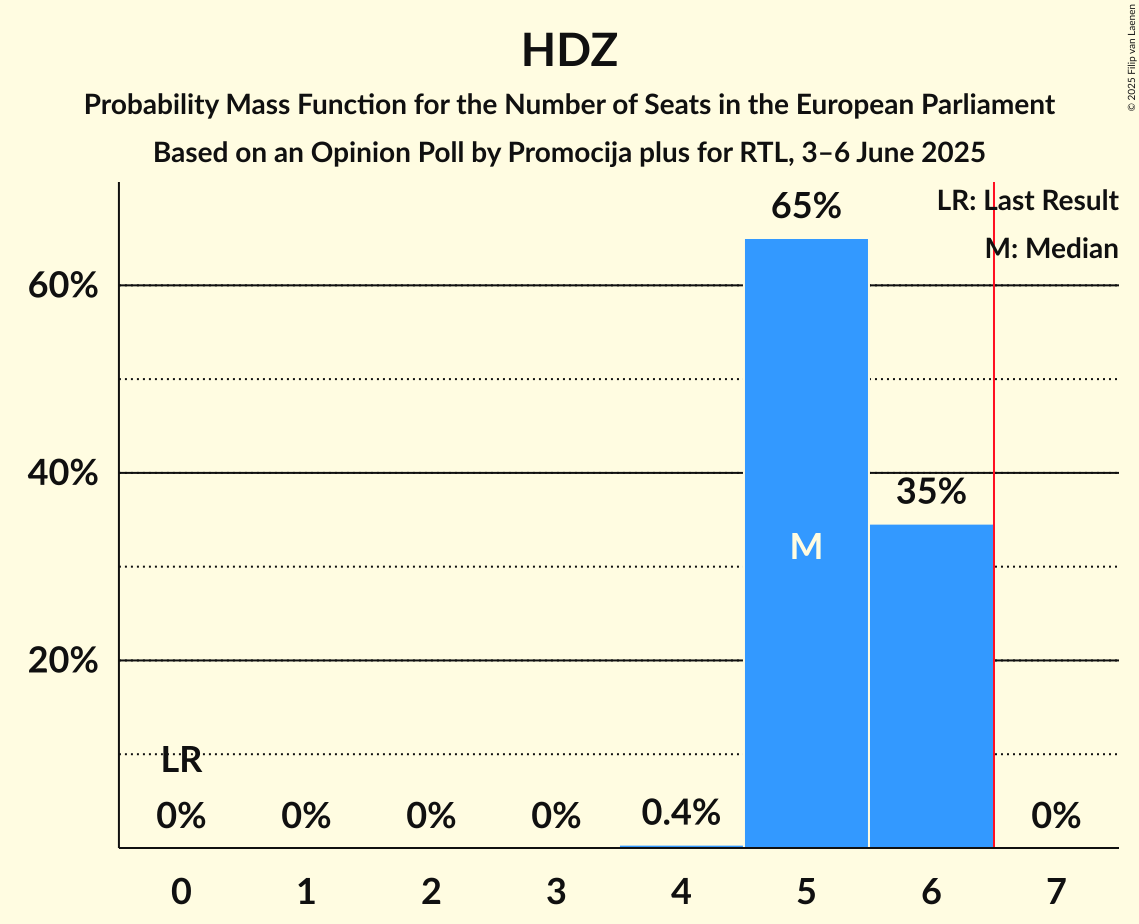 HDZ
Probability Mass Function for the Number of Seats in the European Parliament
Based on an Opinion Poll by Promocija plus for RTL, 3–6 June 2025
© 2025 Filip van Laenen
LR: Last Result
M: Median
65%
60%
40%
35%
M
20%
LR
0% 0% 0% 0% 0.4% 0%
0 1 2 3 4 5 6 7